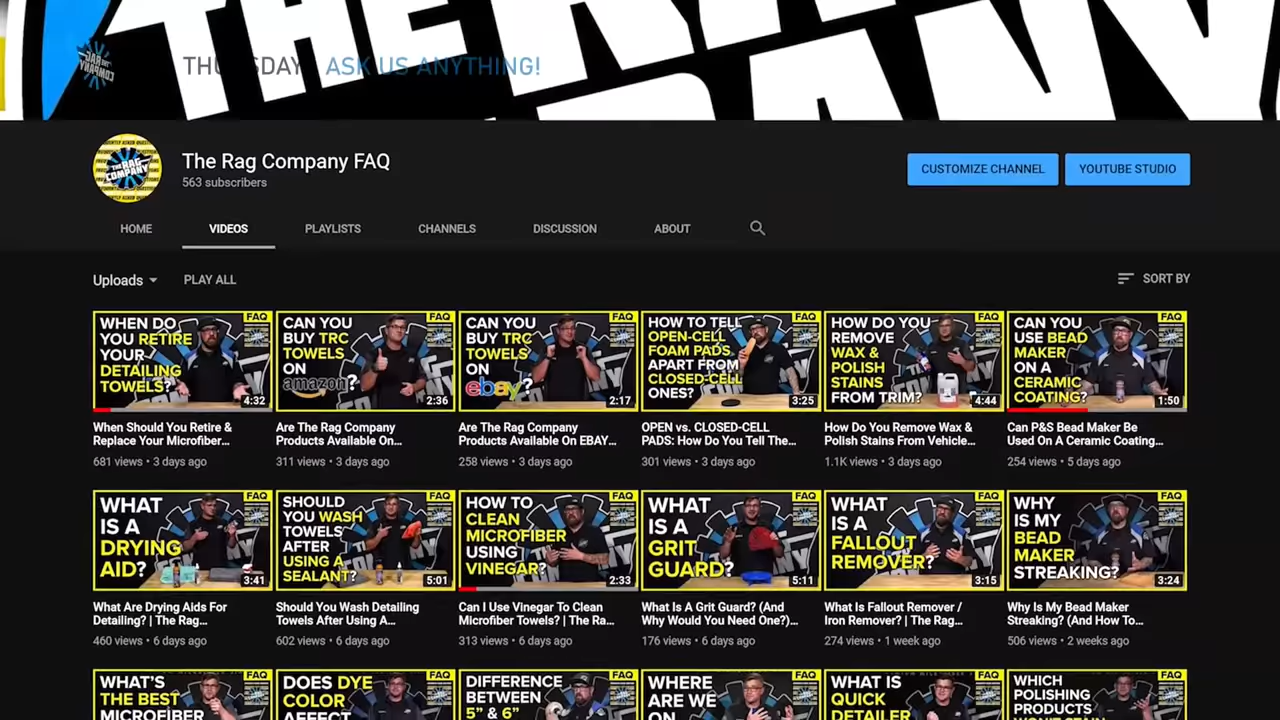 THE RAG
COMPANY
THURSDAY ASK US ANYTHING!
THE RAG
COMPANY
The Rag Company FAQ
563 subscribers
CUSTOMIZE CHANNEL
YOUTUBE STUDIO
HOME
VIDEOS
PLAYLISTS
CHANNELS
DISCUSSION
ABOUT
Uploads
PLAY ALL
SORT BY
WHEN DO
YOU RETIRE
YOUR
DETAILING
TOWELS?
FAQ
4:32
CAN YOU
BUY TRC
TOWELS
ON
amazon?
FAQ
2:36
CAN YOU
BUY TRC
TOWELS
ON
ebay?
FAQ
2:17
HOW TO TELL
OPEN-CELL
FOAM PADS
APART FROM
CLOSED-CELL
ONES?
FAQ
3:25
HOW DO YOU
REMOVE
WAX &
POLISH
STAINS
FROM TRIM?
FAQ
4:44
CAN YOU
USE BEAD
MAKER
ON A
CERAMIC
COATING?
FAQ
1:50
When Should You Retire &
Replace Your Microfiber...
681 views • 3 days ago
Are The Rag Company
Products Available On...
311 views • 3 days ago
Are The Rag Company
Products Available On EBAY...
258 views • 3 days ago
OPEN vs. CLOSED-CELL
PADS: How Do You Tell The...
301 views • 3 days ago
How Do You Remove Wax &
Polish Stains From Vehicle...
1.1K views • 3 days ago
Can P&S Bead Maker Be
Used On A Ceramic Coating...
254 views • 5 days ago
WHAT
IS A
DRYING
AID?
FAQ
3:41
SHOULD
YOU WASH
TOWELS
AFTER
USING A
SEALANT?
FAQ
5:01
HOW TO
CLEAN
MICROFIBER
USING
VINEGAR?
FAQ
2:33
WHAT
IS A
GRIT
GUARD?
FAQ
5:11
WHAT
IS A
FALLOUT
REMOVER?
FAQ
3:15
WHY
IS MY
BEAD
MAKER
STREAKING?
FAQ
3:24
What Are Drying Aids For
Detailing? | The Rag...
460 views • 6 days ago
Should You Wash Detailing
Towels After Using A...
602 views • 6 days ago
Can I Use Vinegar To Clean
Microfiber Towels? | The Ra...
313 views • 6 days ago
What Is A Grit Guard? (And
Why Would You Need One?)...
176 views • 6 days ago
What Is Fallout Remover /
Iron Remover? | The Rag...
274 views • 1 week ago
Why Is My Bead Maker
Streaking? (And How To...
506 views • 2 weeks ago
WHAT'S
THE BEST
MICROFIBER
FAQ
DOES DYE
COLOR
AFFECT
FAQ
DIFFERENCE
BETWEEN
5" & 6"
FAQ
WHERE
ARE WE
ON
FAQ
WHAT IS
QUICK
DETAILER
FAQ
WHICH
POLISHING
PRODUCTS
WON'T STAIN
FAQ